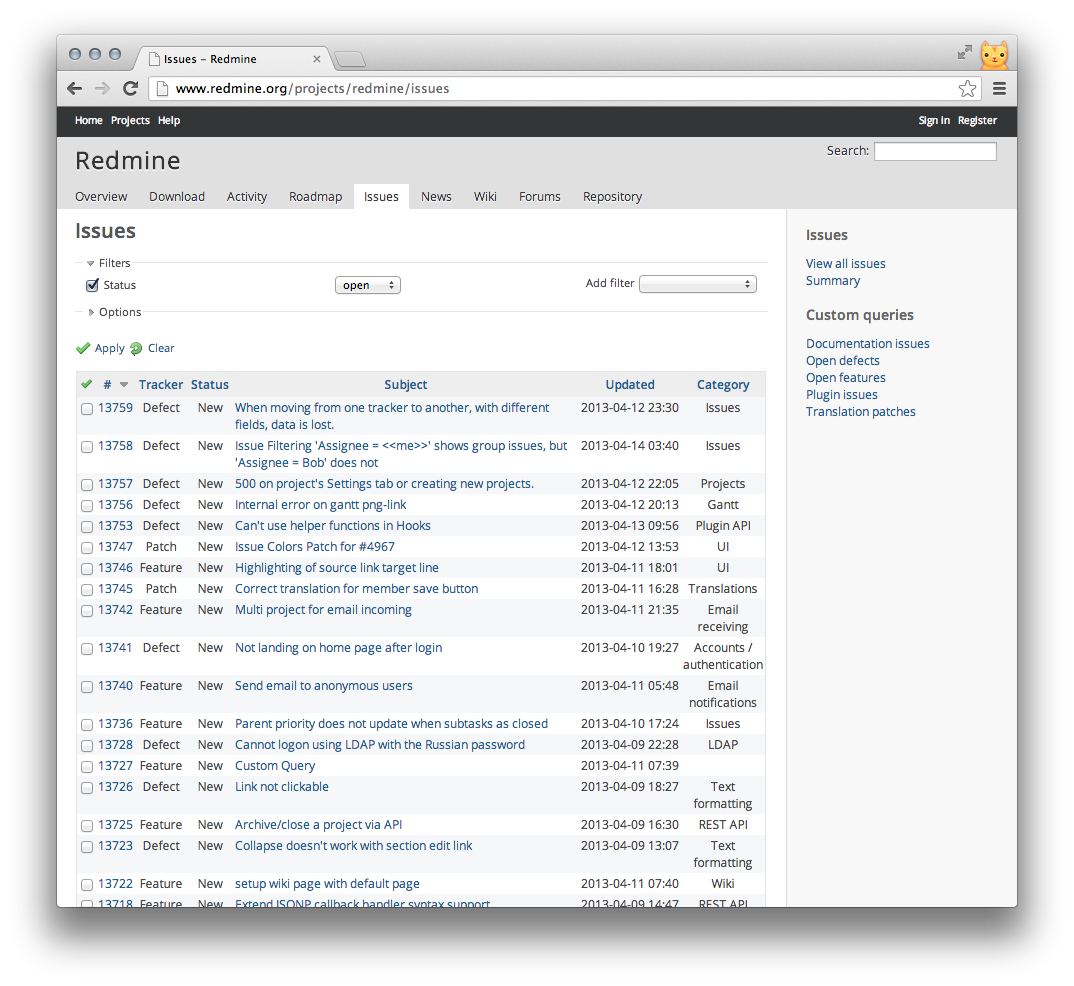 Issues – Redmine
www.redmine.org/projects/redmine/issues
Home Projects Help Sign in Register
Redmine Search:
Overview Download Activity Roadmap Issues News Wiki Forums Repository
Issues
Filters
Status open Add filter
Options
Apply Clear
# Tracker Status Subject Updated Category
13759 Defect New When moving from one tracker to another, with different 2013-04-12 23:30 Issues
fields, data is lost.
13758 Defect New Issue Filtering 'Assignee = <<me>>' shows group issues, but 2013-04-14 03:40 Issues
'Assignee = Bob' does not
13757 Defect New 500 on project's Settings tab or creating new projects. 2013-04-12 22:05 Projects
13756 Defect New Internal error on gantt png-link 2013-04-12 20:13 Gantt
13753 Defect New Can't use helper functions in Hooks 2013-04-13 09:56 Plugin API
13747 Patch New Issue Colors Patch for #4967 2013-04-12 13:53 UI
13746 Feature New Highlighting of source link target line 2013-04-11 18:01 UI
13745 Patch New Correct translation for member save button 2013-04-11 16:28 Translations
13742 Feature New Multi project for email incoming 2013-04-11 21:35 Email
receiving
13741 Defect New Not landing on home page after login 2013-04-10 19:27 Accounts /
authentication
13740 Feature New Send email to anonymous users 2013-04-11 05:48 Email
notifications
13736 Feature New Parent priority does not update when subtasks as closed 2013-04-10 17:24 Issues
13728 Defect New Cannot logon using LDAP with the Russian password 2013-04-09 22:28 LDAP
13727 Feature New Custom Query 2013-04-11 07:39
13726 Defect New Link not clickable 2013-04-09 18:27 Text
formatting
13725 Feature New Archive/close a project via API 2013-04-09 16:30 REST API
13723 Defect New Collapse doesn't work with section edit link 2013-04-09 13:07 Text
formatting
13722 Feature New setup wiki page with default page 2013-04-11 07:40 Wiki
13718 Feature New Extend JSONP callback handler syntax support 2013-04-09 14:47 REST API
Issues
View all issues
Summary
Custom queries
Documentation issues
Open defects
Open features
Plugin issues
Translation patches